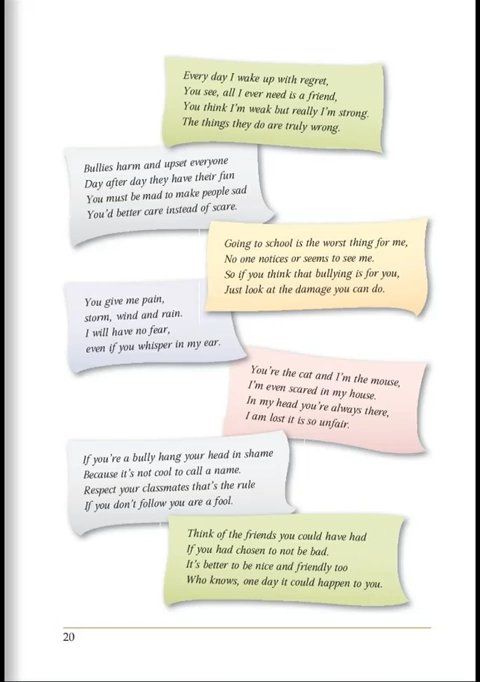 Every day I wake up with regret,
You see, all I ever need is a friend,
You think I'm weak but really I'm strong.
The things they do are truly wrong.
Bullies harm and upset everyone
Day after day they have their fun
You must be mad to make people sad
You'd better care instead of scare.
Going to school is the worst thing for me,
No one notices or seems to see me.
So if you think that bullying is for you,
Just look at the damage you can do.
You give me pain,
storm, wind and rain.
I will have no fear,
even if you whisper in my ear.
You're the cat and I'm the mouse,
I'm even scared in my house.
In my head you're always there,
I am lost it is so unfair.
If you're a bully hang your head in shame
Because it's not cool to call a name.
Respect your classmates that's the rule
If you don't follow you are a fool.
Think of the friends you could have had
If you had chosen to not be bad.
It's better to be nice and friendly too
Who knows, one day it could happen to you.
20